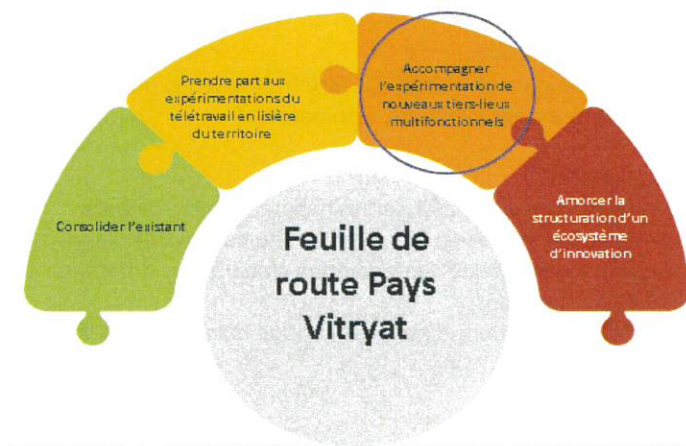 Consolider l'existant
Prendre part aux
expérimentations du
télétravail en lisière
du territoire
Accompagner
l'expérimentation de
nouveaux tiers-lieux
multifonctionnels
Amorcer la
structuration d'un
écosystème
d'innovation
Feuille de
route Pays
Vitryat